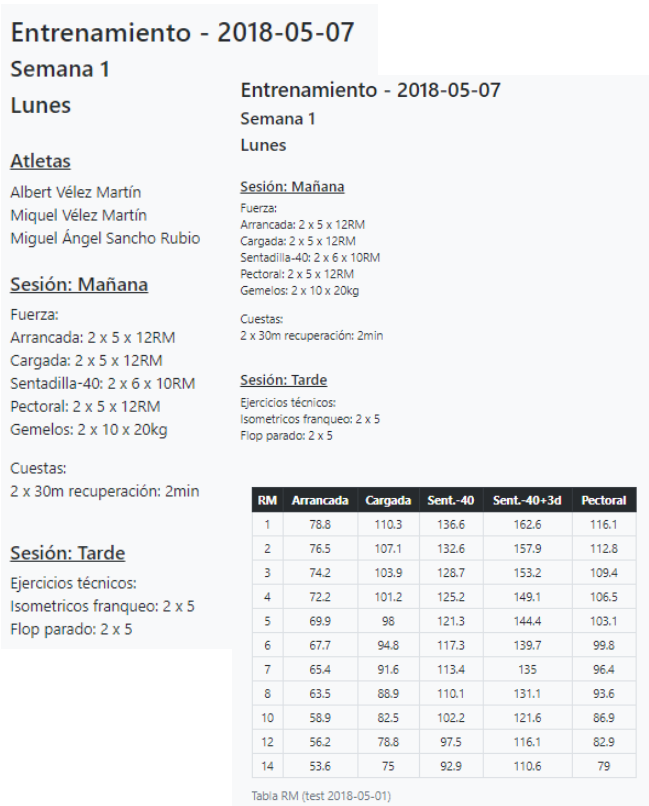 Entrenamiento - 2018-05-07
Semana 1
Lunes
Atletas
Albert Vélez Martín
Miquel Vélez Martín
Miguel Ángel Sancho Rubio
Sesión: Mañana
Fuerza:
Arrancada: 2 x 5 x 12RM
Cargada: 2 x 5 x 12RM
Sentadilla-40: 2 x 6 x 10RM
Pectoral: 2 x 5 x 12RM
Gemelos: 2 x 10 x 20kg
Cuestas:
2 x 30m recuperación: 2min
Sesión: Tarde
Ejercicios técnicos:
Isometricos franqueo: 2 x 5
Flop parado: 2 x 5
Entrenamiento - 2018-05-07
Semana 1
Lunes
Sesión: Mañana
Fuerza:
Arrancada: 2 x 5 x 12RM
Cargada: 2 x 5 x 12RM
Sentadilla-40: 2 x 6 x 10RM
Pectoral: 2 x 5 x 12RM
Gemelos: 2 x 10 x 20kg
Cuestas:
2 x 30m recuperación: 2min
Sesión: Tarde
Ejercicios técnicos:
Isometricos franqueo: 2 x 5
Flop parado: 2 x 5
RM Arrancada Cargada Sent.-40 Sent.-40+3d Pectoral
1 78.8 110.3 136.6 162.6 116.1
2 76.5 107.1 132.6 157.9 112.8
3 74.2 103.9 128.7 153.2 109.4
4 72.2 101.2 125.2 149.1 106.5
5 69.9 98 121.3 144.4 103.1
6 67.7 94.8 117.3 139.7 99.8
7 65.4 91.6 113.4 135 96.4
8 63.5 88.9 110.1 131.1 93.6
10 58.9 82.5 102.2 121.6 86.9
12 56.2 78.8 97.5 116.1 82.9
14 53.6 75 92.9 110.6 79
Tabla RM (test 2018-05-01)